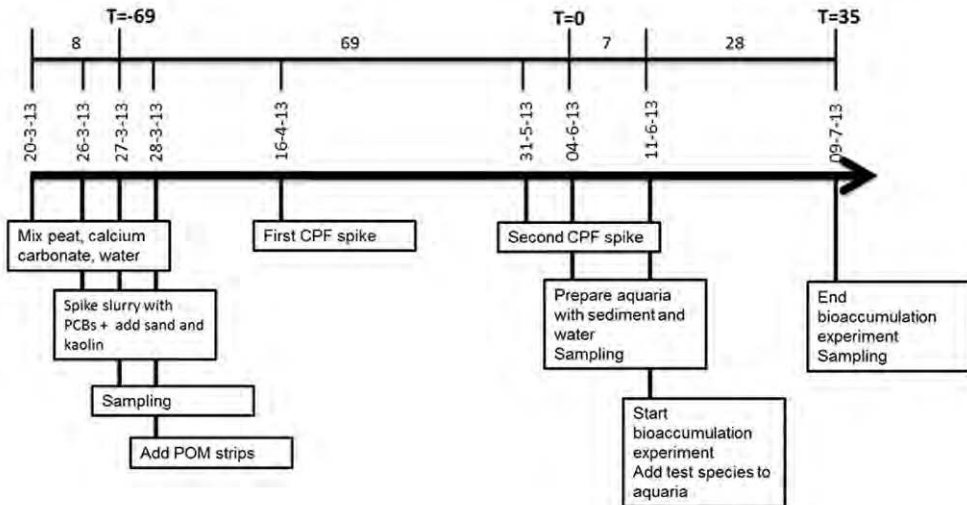 T=-69
T=0
T=35
8
69
7
28
20-3-13
26-3-13
27-3-13
28-3-13
16-4-13
31-5-13
04-6-13
11-6-13
09-7-13
Mix peat, calcium
carbonate, water
First CPF spike
Second CPF spike
Spike slurry with
PCBs + add sand and
kaolin
Prepare aquaria
with sediment and
water
Sampling
End
bioaccumulation
experiment
Sampling
Sampling
Add POM strips
Start
bioaccumulation
experiment
Add test species to
aquaria